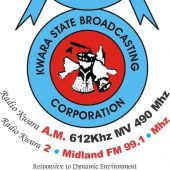 KWARA STATE BROADCASTING
CORPORATION
Radio Kwara A.M. 612Khz MV 490 Mhz
Radio Kwara 2 • Midland FM 99.1 • Mhz
Responsive to Dynamic Environment